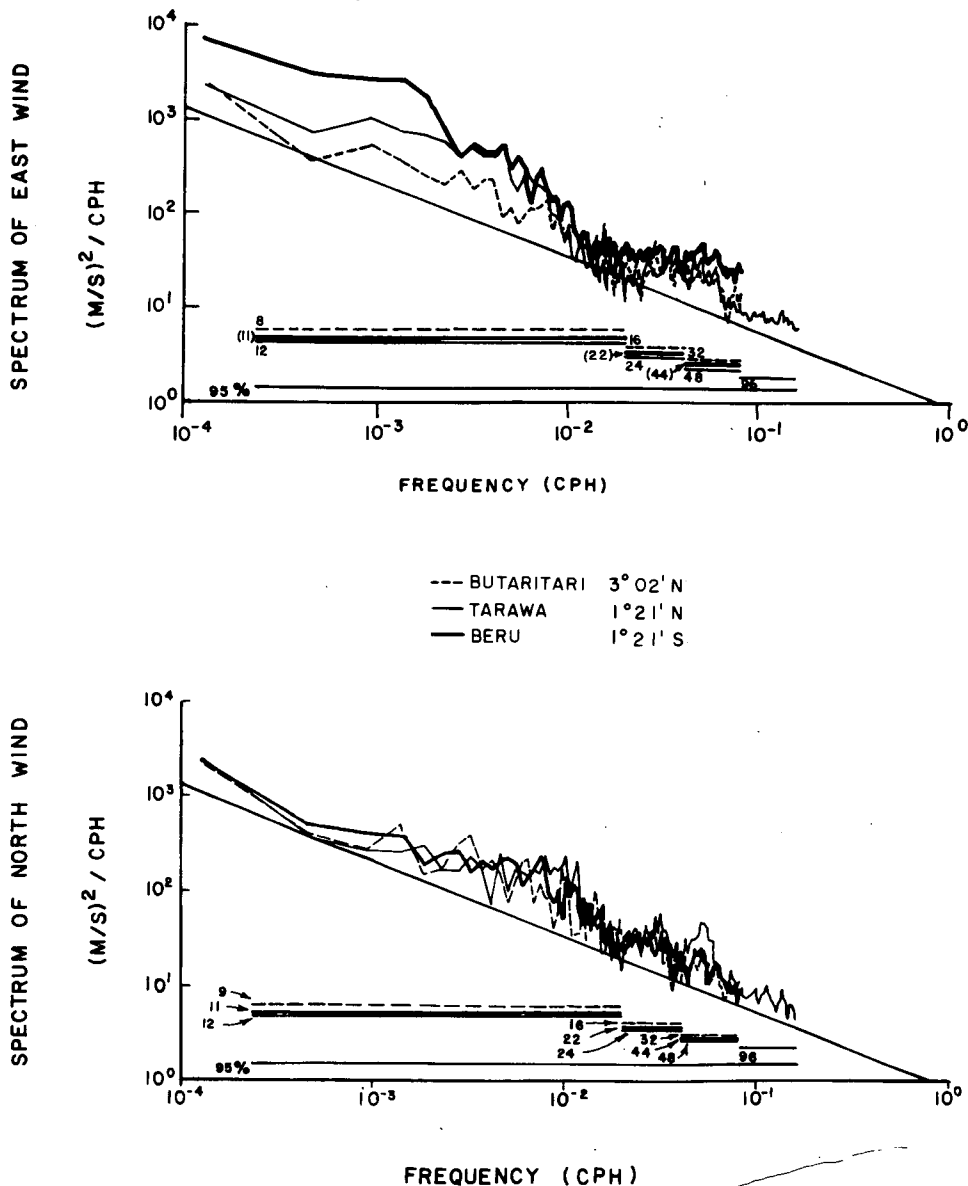 SPECTRUM OF EAST WIND
(M/S)²/CPH
10⁴
10³
10²
10¹
10⁰
8
(11)
12
16
(22)
24
32
(44)
48
96
95%
10⁻⁴ 10⁻³ 10⁻² 10⁻¹ 10⁰
FREQUENCY (CPH)
BUTARITARI 3° 02' N
TARAWA 1° 21' N
BERU 1° 21' S
SPECTRUM OF NORTH WIND
(M/S)²/CPH
10⁴
10³
10²
10¹
10⁰
9
11
12
16
22
24
32
44
48
96
95%
10⁻⁴ 10⁻³ 10⁻² 10⁻¹ 10⁰
FREQUENCY (CPH)